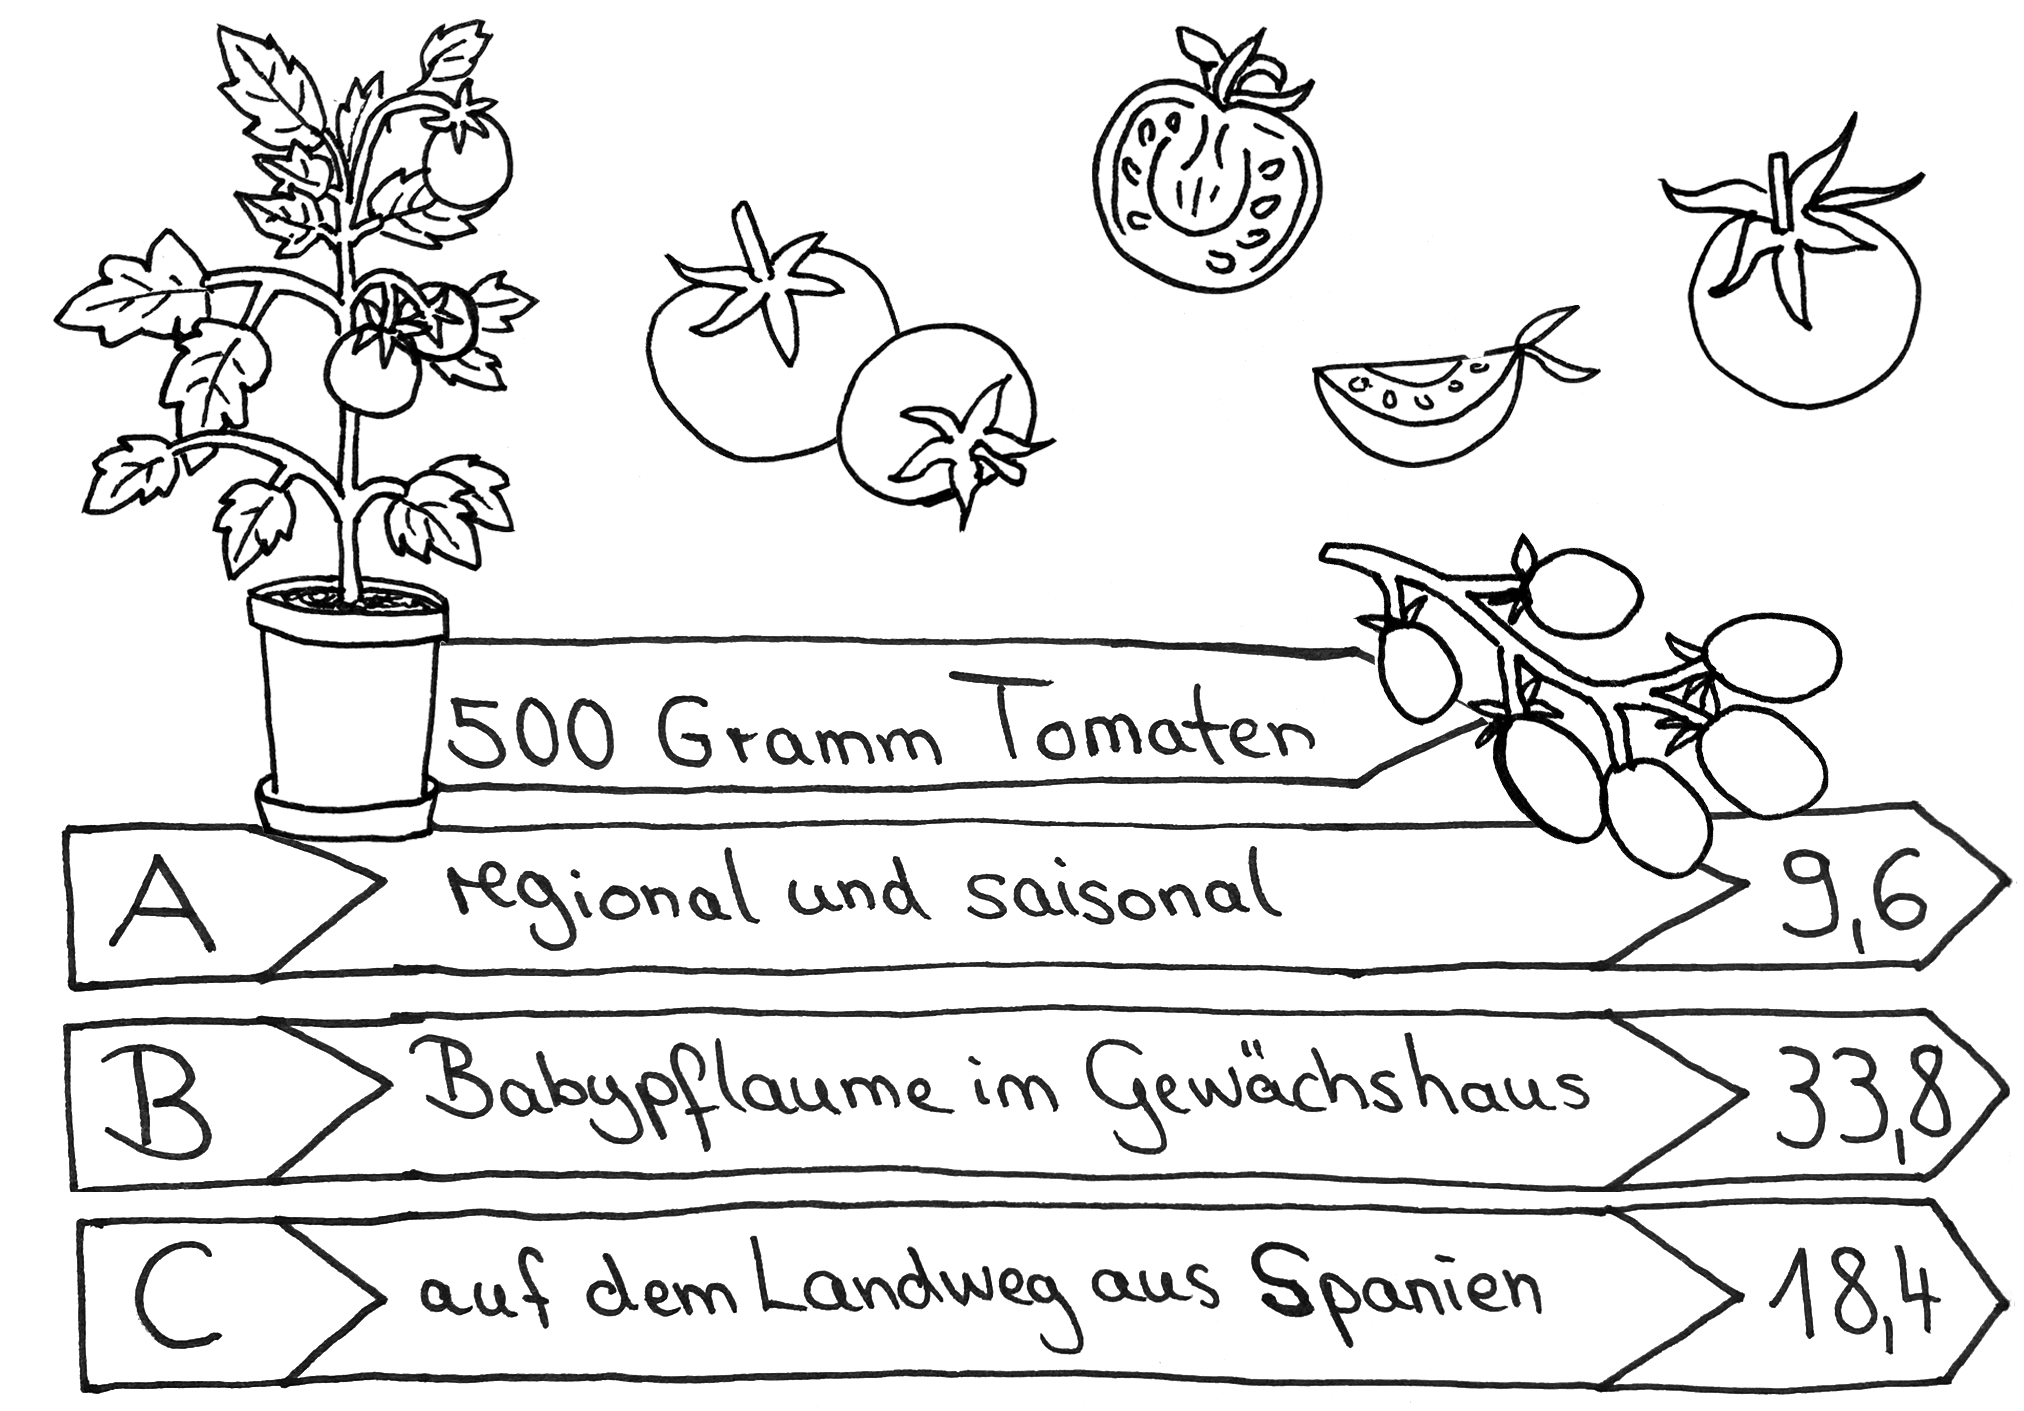 500 Gramm Tomaten
A regional und saisonal 9,6
B Babypflaume im Gewächshaus 33,8
C auf dem Landweg aus Spanien 18,4